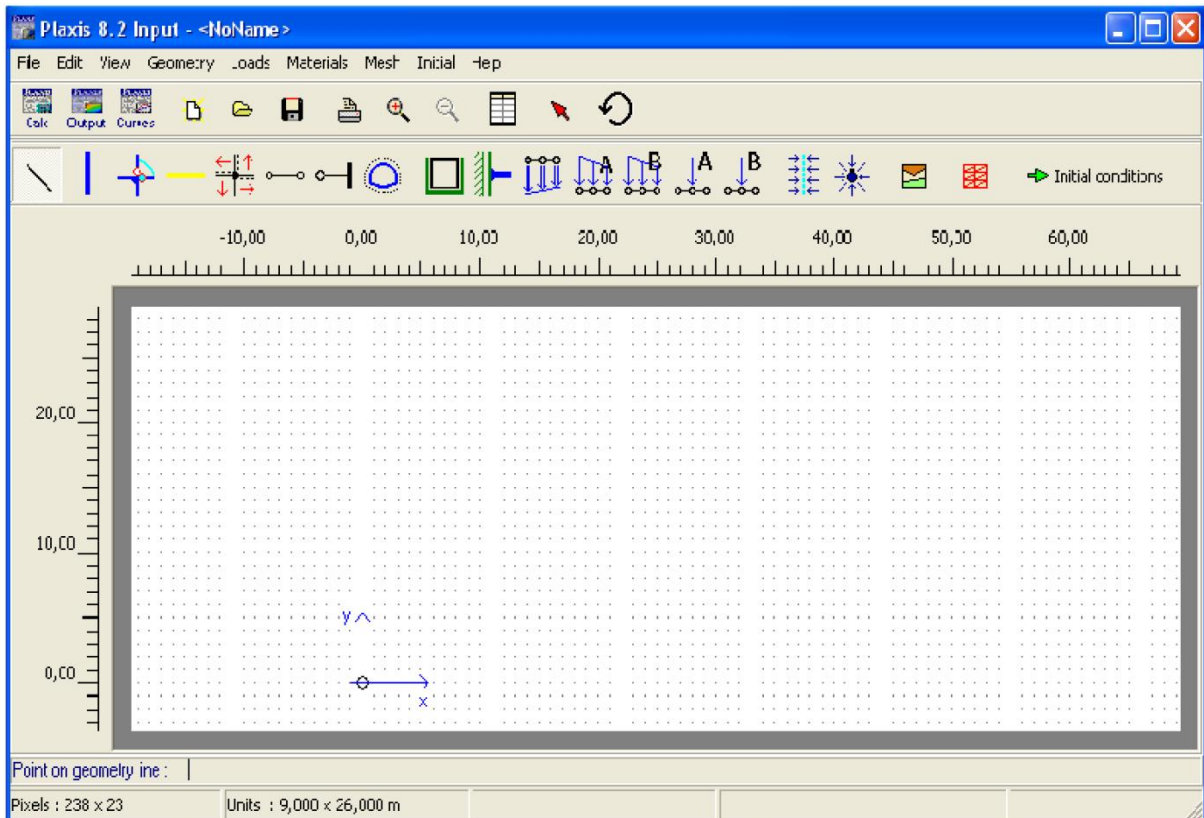 Plaxis 8.2 Input - <NoName>
File Edit View Geometry Loads Materials Mesh Initial Help
Calc Output Curves
A B A B Initial conditions
-10,00 0,00 10,00 20,00 30,00 40,00 50,00 60,00
20,00
10,00
y
0,00
x
Point on geometry line :
Pixels : 238 x 23 Units : 9,000 x 26,000 m